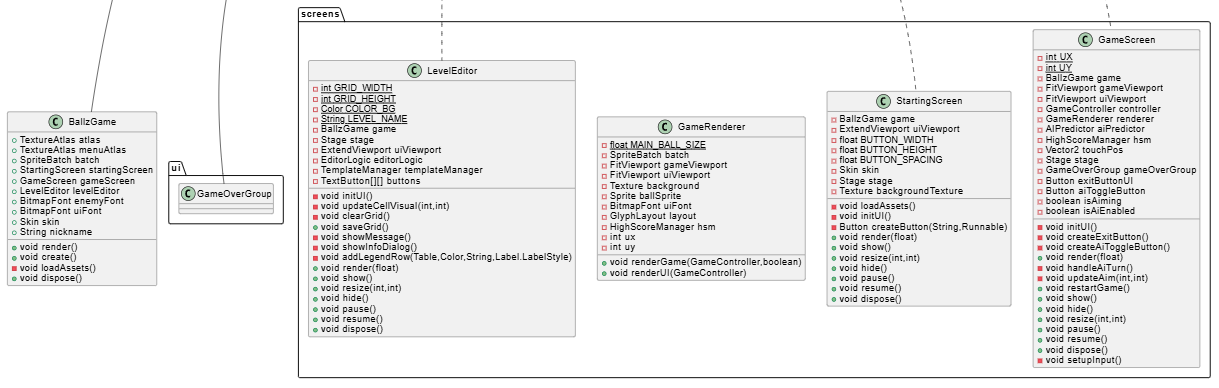 screens
C BallzGame
TextureAtlas atlas
TextureAtlas menuAtlas
SpriteBatch batch
StartingScreen startingScreen
GameScreen gameScreen
LevelEditor levelEditor
BitmapFont enemyFont
BitmapFont uiFont
Skin skin
String nickname
void render()
void create()
void loadAssets()
void dispose()
ui
C GameOverGroup
C LevelEditor
int GRID_WIDTH
int GRID_HEIGHT
Color COLOR_BG
String LEVEL_NAME
BallzGame game
Stage stage
ExtendViewport uiViewport
EditorLogic editorLogic
TemplateManager templateManager
TextButton[][] buttons
void initUI()
void updateCellVisual(int,int)
void clearGrid()
void saveGrid()
void showMessage()
void showInfoDialog()
void addLegendRow(Table,Color,String,Label.LabelStyle)
void render(float)
void show()
void resize(int,int)
void hide()
void pause()
void resume()
void dispose()
C GameRenderer
float MAIN_BALL_SIZE
SpriteBatch batch
FitViewport gameViewport
FitViewport uiViewport
Texture background
Sprite ballSprite
BitmapFont uiFont
GlyphLayout layout
HighScoreManager hsm
int ux
int uy
void renderGame(GameController,boolean)
void renderUI(GameController)
C StartingScreen
BallzGame game
ExtendViewport uiViewport
float BUTTON_WIDTH
float BUTTON_HEIGHT
float BUTTON_SPACING
Skin skin
Stage stage
Texture backgroundTexture
void loadAssets()
void initUI()
Button createButton(String,Runnable)
void render(float)
void show()
void resize(int,int)
void hide()
void pause()
void resume()
void dispose()
C GameScreen
int UX
int UY
BallzGame game
FitViewport gameViewport
FitViewport uiViewport
GameController controller
GameRenderer renderer
AIPredictor aiPredictor
HighScoreManager hsm
Vector2 touchPos
Stage stage
GameOverGroup gameOverGroup
Button exitButtonUI
Button aiToggleButton
boolean isAiming
boolean isAiEnabled
void initUI()
void createExitButton()
void createAiToggleButton()
void render(float)
void handleAiTurn()
void updateAim(int,int)
void restartGame()
void show()
void hide()
void resize(int,int)
void pause()
void resume()
void dispose()
void setupInput()